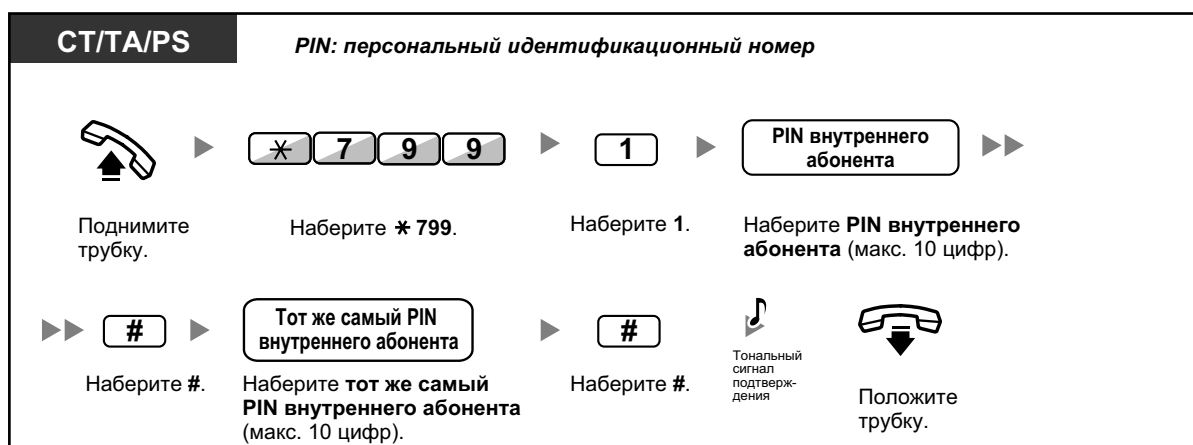 CT/TA/PS
PIN: персональный идентификационный номер
* 7 9 9
1
PIN внутреннего
абонента
Поднимите
трубку.
Наберите * 799.
Наберите 1.
Наберите PIN внутреннего
абонента (макс. 10 цифр).
#
Тот же самый PIN
внутреннего абонента
#
Наберите #.
Наберите тот же самый
PIN внутреннего абонента
(макс. 10 цифр).
Наберите #.
Тональный
сигнал
подтверж-
дения
Положите
трубку.